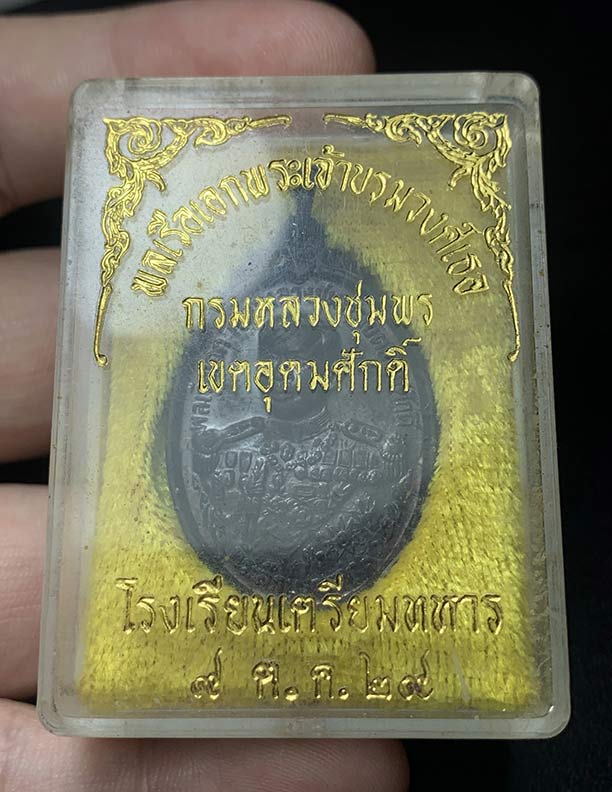 พลเรือเอกพระเจ้าบรมวงศ์เธอ
กรมหลวงชุมพร
เขตอุดมศักดิ์
โรงเรียนเตรียมทหาร
๙ ต.ค.๒๙